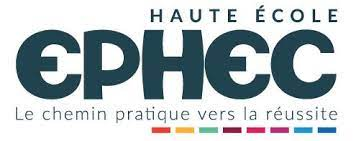 HAUTE ÉCOLE
EPHEC
Le chemin pratique vers la réussite